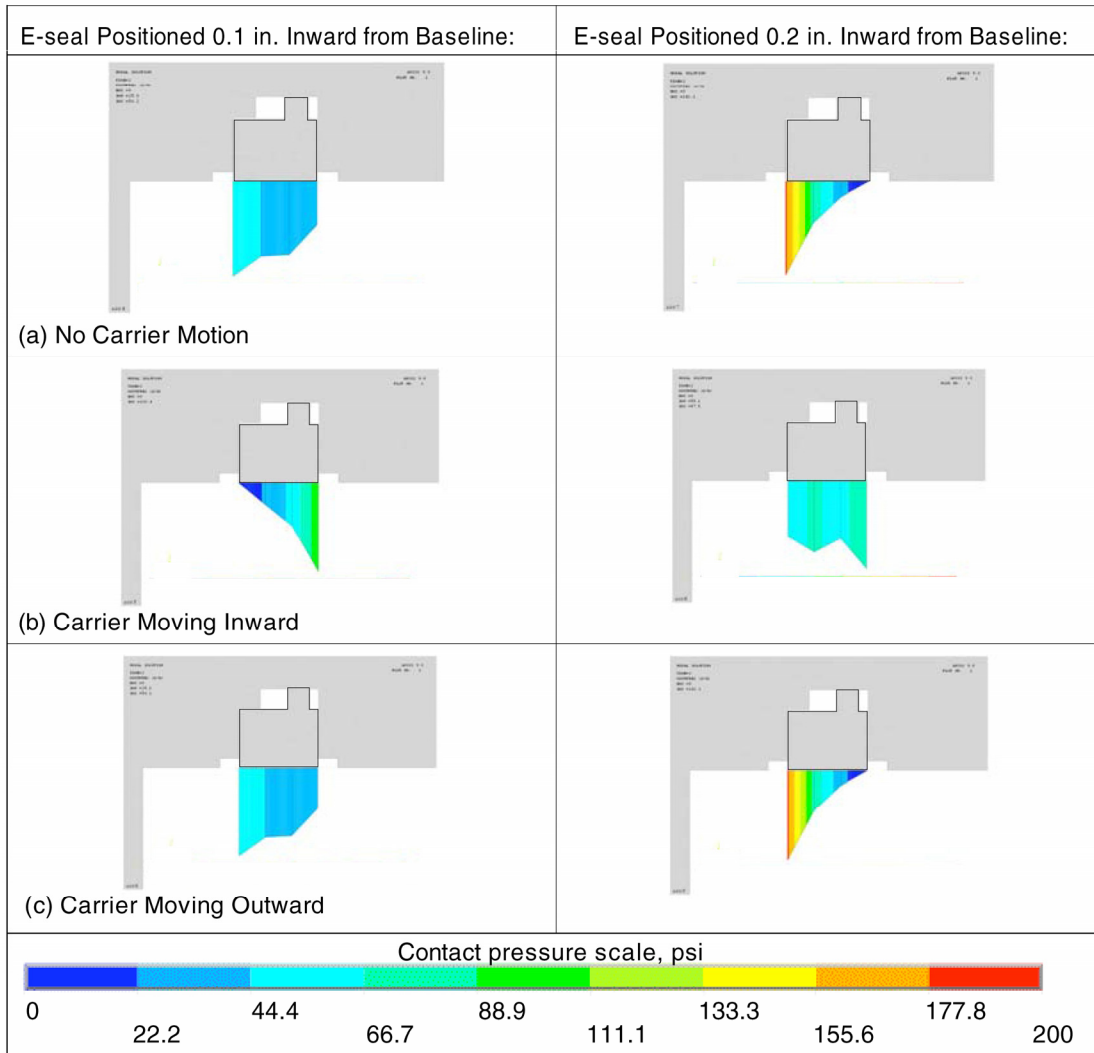 E-seal Positioned 0.1 in. Inward from Baseline:
E-seal Positioned 0.2 in. Inward from Baseline:
(a) No Carrier Motion
(b) Carrier Moving Inward
(c) Carrier Moving Outward
Contact pressure scale, psi
0 44.4 88.9 133.3 177.8
22.2 66.7 111.1 155.6 200